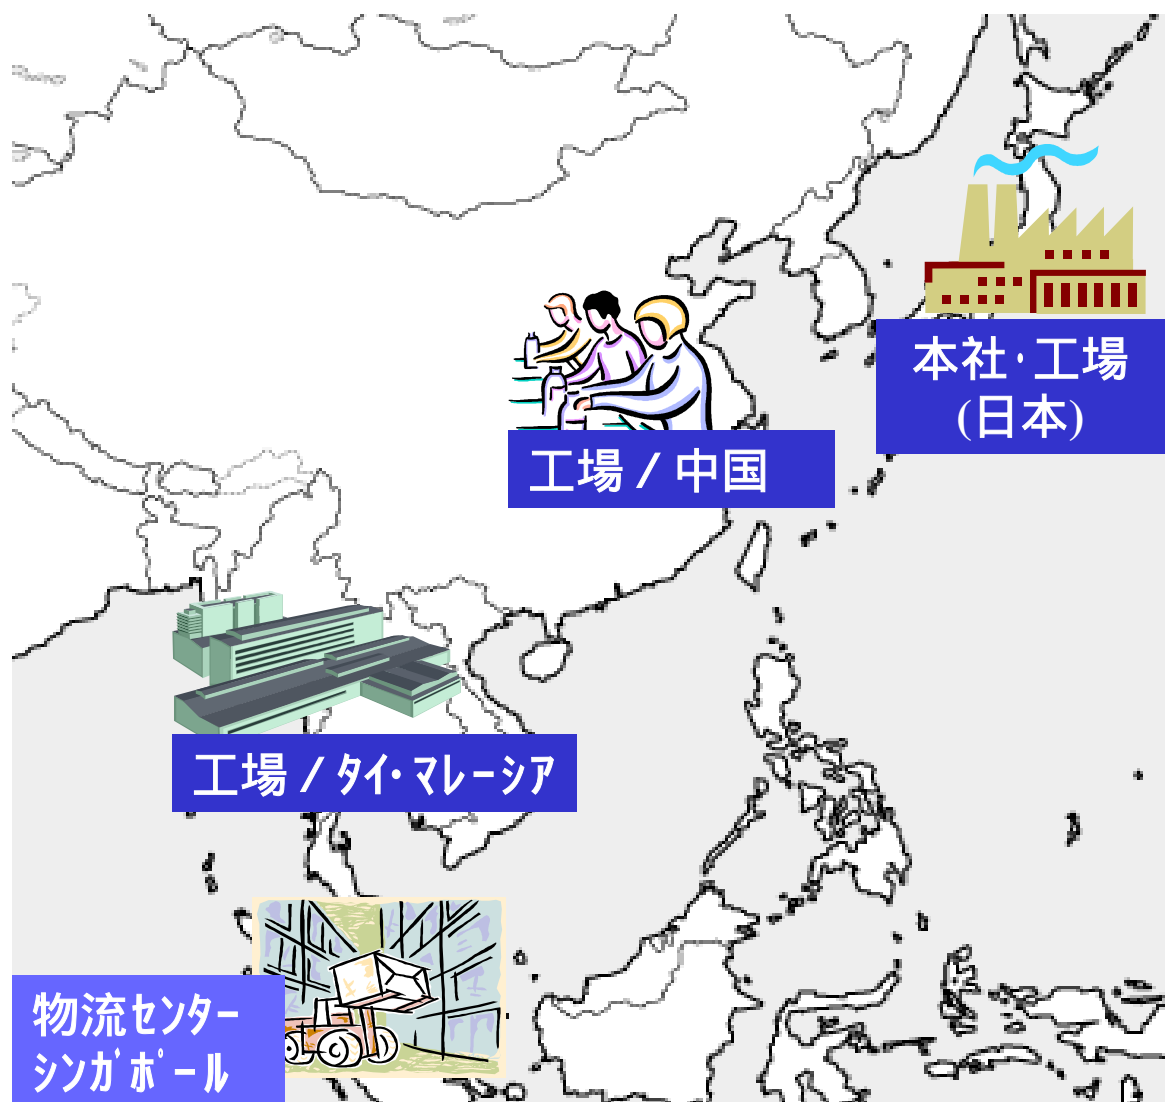 本社・工場
(日本)
工場 / 中国
工場 / ﾀｲ・ﾏﾚｰｼｱ
物流ｾﾝﾀｰ
ｼﾝｶﾞﾎﾟｰﾙ